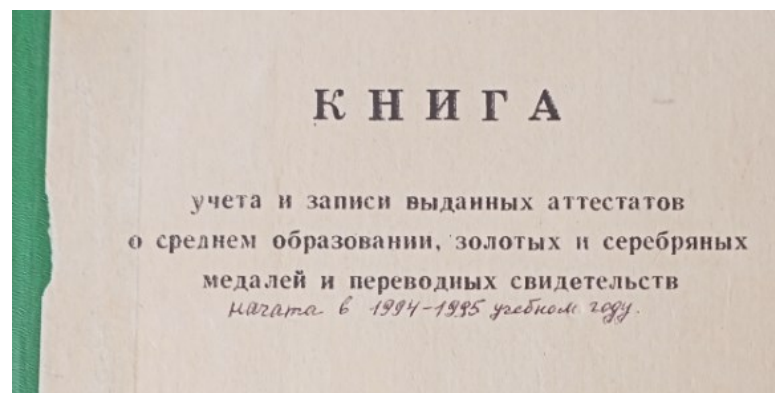 КНИГА
учета и записи выданных аттестатов
о среднем образовании, золотых и серебряных
медалей и переводных свидетельств
начата в 1994-1995 учебном году.